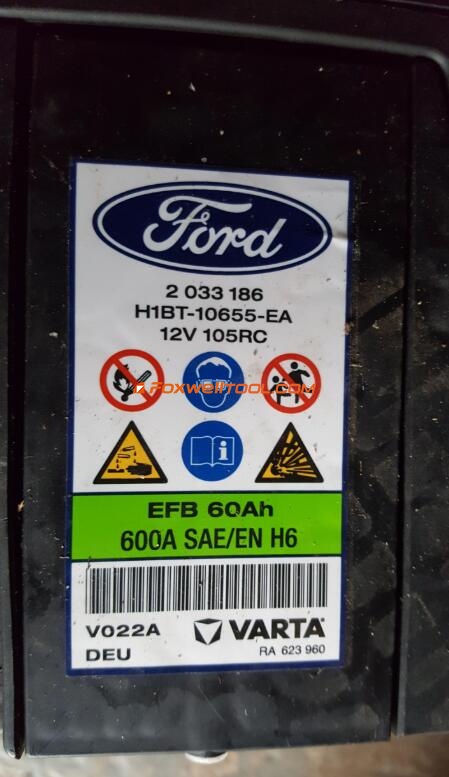 Ford
2 033 186
H1BT-10655-EA
12V 105RC
FOXWELLTOOL.COM
EFB 60Ah
600A SAE/EN H6
V022A
VARTA
DEU
RA 623 960